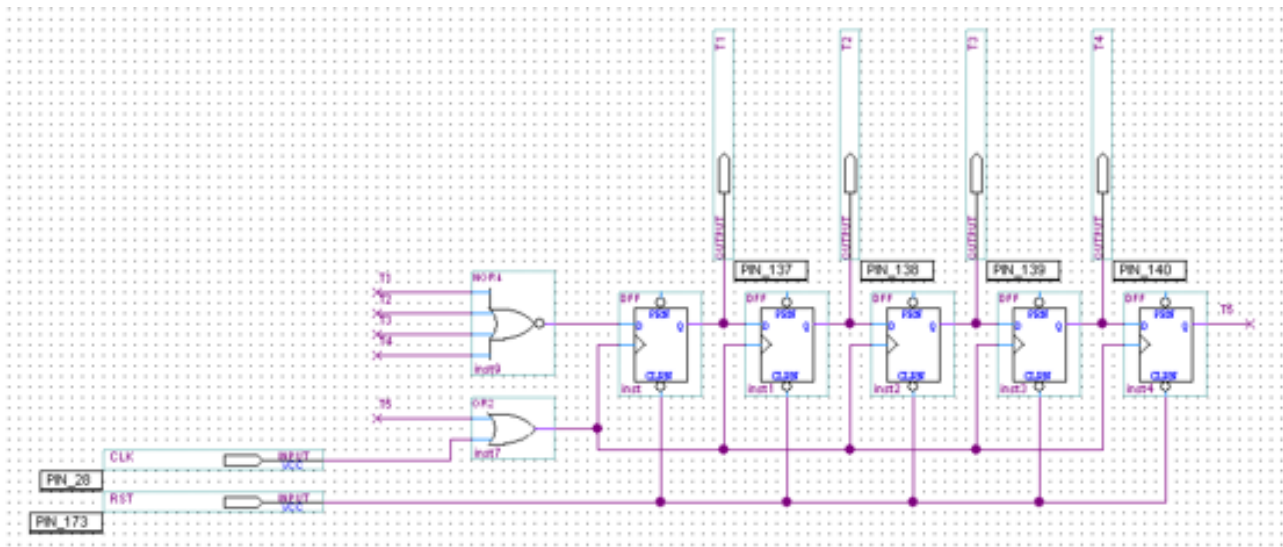 T1 T2 T3 T4
OUTPUT OUTPUT OUTPUT OUTPUT
PIN_137 PIN_138 PIN_139 PIN_140
T1
T2
T3
T4
NOR4
inst9
DFF DFF DFF DFF DFF
PRN PRN PRN PRN PRN
D Q D Q D Q D Q D Q
T5
CLRN CLRN CLRN CLRN CLRN
inst inst1 inst2 inst3 inst4
T5
OR2
inst7
CLK INPUT
VCC
PIN_28
RST INPUT
VCC
PIN_173